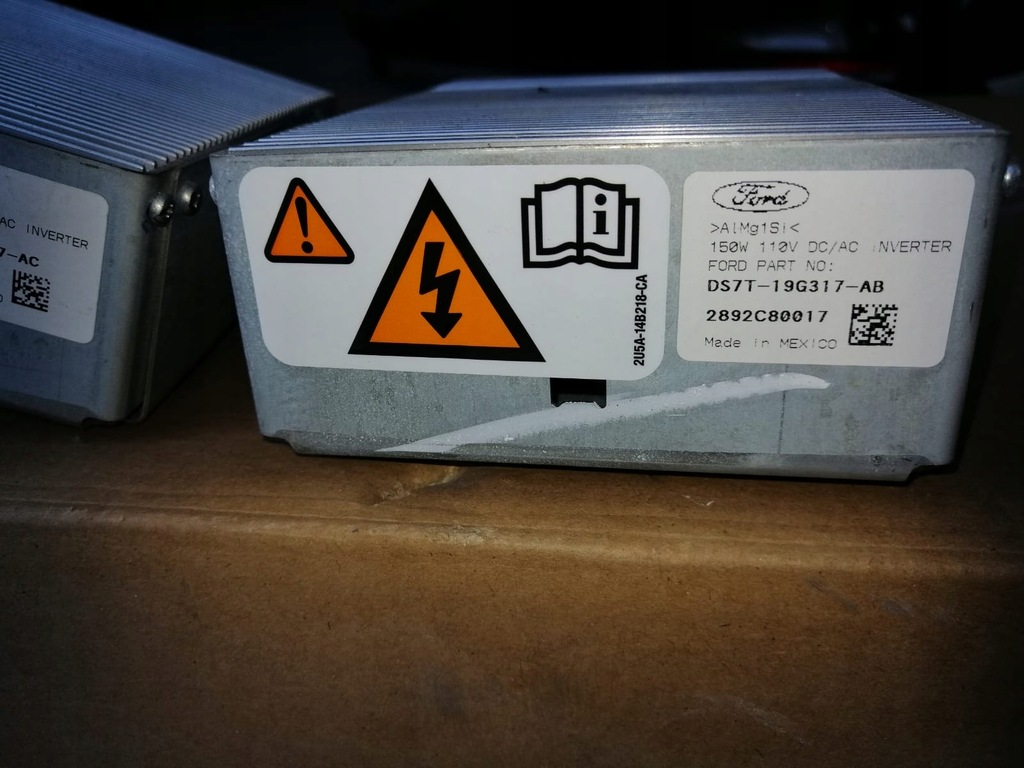 AC INVERTER
7-AC
0
i
2U5A-14B218-CA
Ford
>AlMg1Si<
150W 110V DC/AC INVERTER
FORD PART NO:
DS7T-19G317-AB
2892C80017
Made in MEXICO